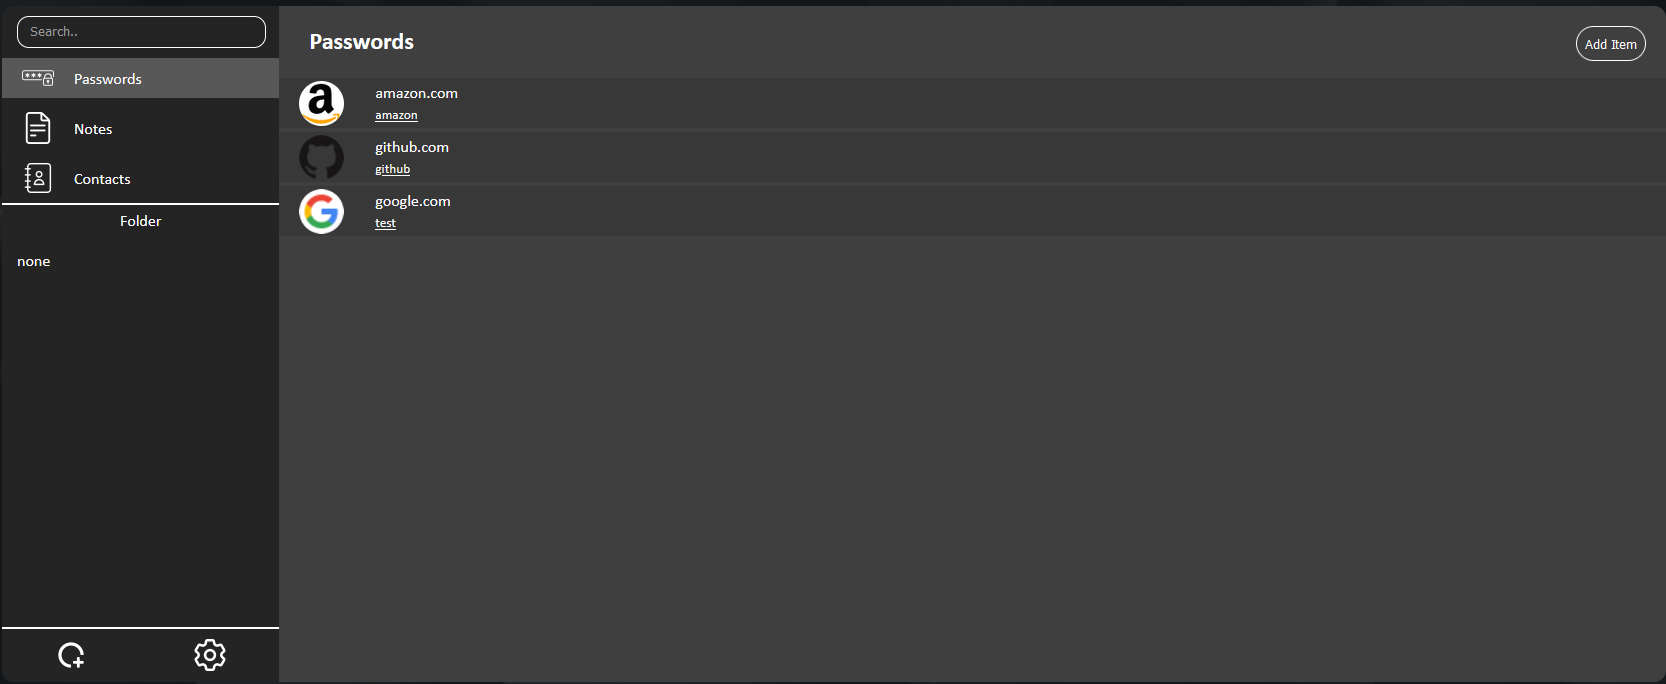 Search..
Passwords
Notes
Contacts
Folder
none
Passwords
Add Item
amazon.com
amazon
github.com
github
google.com
test